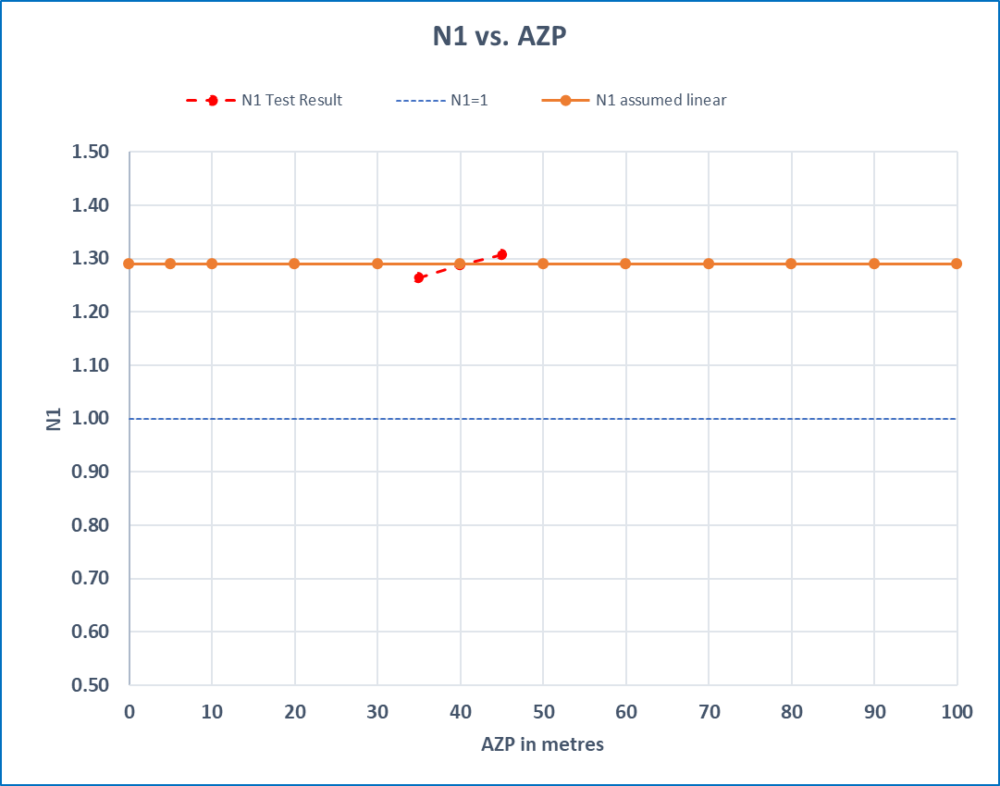 N1 vs. AZP
N1 Test Result N1=1 N1 assumed linear
1.50
1.40
1.30
1.20
1.10
1.00
0.90
0.80
0.70
0.60
0.50
N1
0 10 20 30 40 50 60 70 80 90 100
AZP in metres